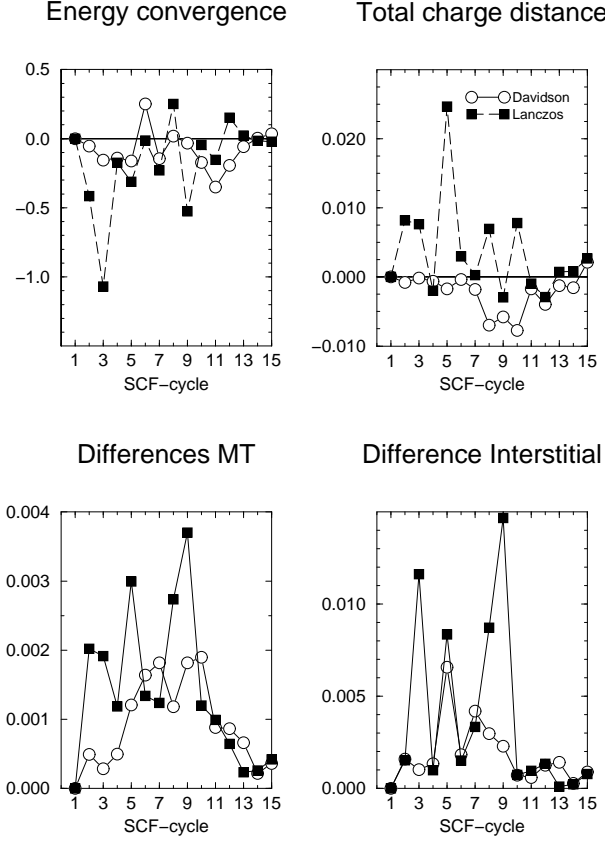 Energy convergence
Total charge distance
0.5
0.0
−0.5
−1.0
1 3 5 7 9 11 13 15
SCF−cycle
Davidson
Lanczos
0.020
0.010
0.000
−0.010
1 3 5 7 9 11 13 15
SCF−cycle
Differences MT
Difference Interstitial
0.004
0.003
0.002
0.001
0.000
1 3 5 7 9 11 13 15
SCF−cycle
0.010
0.005
0.000
1 3 5 7 9 11 13 15
SCF−cycle